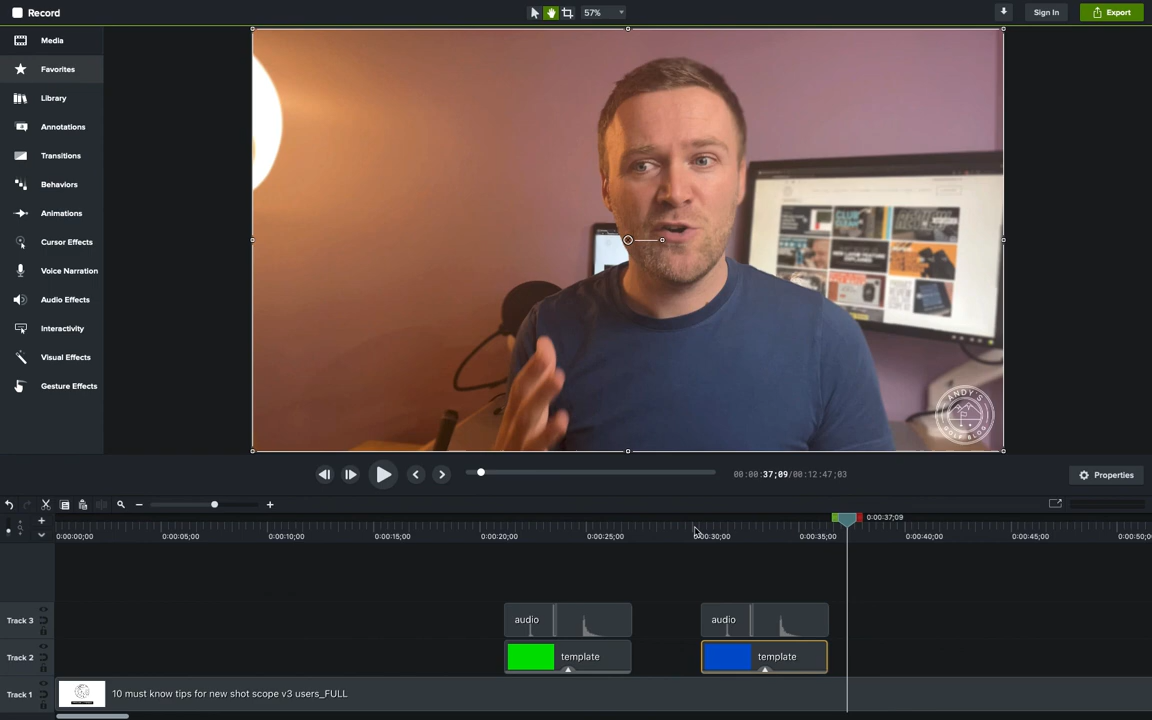 Record
57%
Sign In
Export
Media
Favorites
Library
Annotations
Transitions
Behaviors
Animations
Cursor Effects
Voice Narration
Audio Effects
Interactivity
Visual Effects
Gesture Effects
ANDY'S
GOLF BLOG
0:00:37;09/00:12:47;03
Properties
0:00:37;09
0:00:00;00
0:00:05;00
0:00:10;00
0:00:15;00
0:00:20;00
0:00:25;00
0:00:30;00
0:00:35;00
0:00:40;00
0:00:45;00
0:00:50;0
Track 3
audio
audio
Track 2
template
template
Track 1
10 must know tips for new shot scope v3 users_FULL